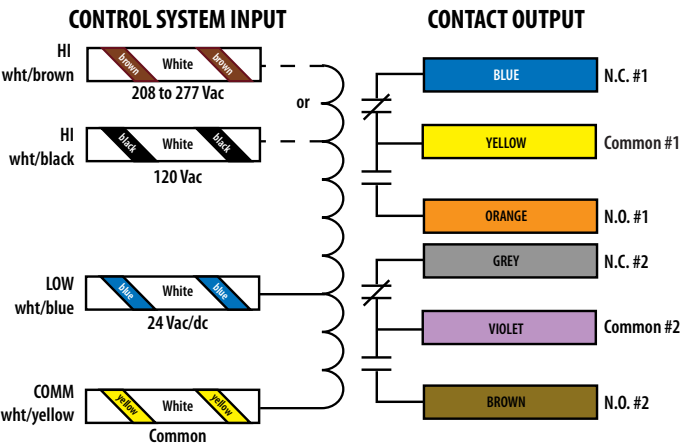 CONTROL SYSTEM INPUT
HI
wht/brown
brown White brown
208 to 277 Vac
or
HI
wht/black
black White black
120 Vac
LOW
wht/blue
blue White blue
24 Vac/dc
COMM
wht/yellow
yellow White yellow
Common
CONTACT OUTPUT
BLUE N.C. #1
YELLOW Common #1
ORANGE N.O. #1
GREY N.C. #2
VIOLET Common #2
BROWN N.O. #2